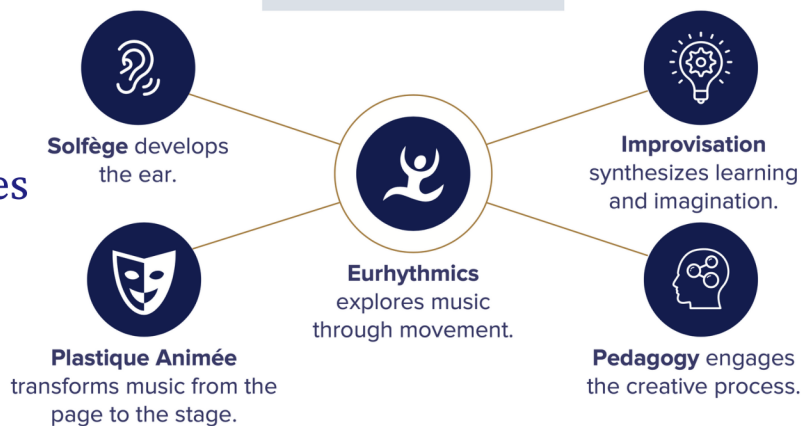 Solfège develops
the ear.
es
Improvisation
synthesizes learning
and imagination.
Eurhythmics
explores music
through movement.
Plastique Animée
transforms music from the
page to the stage.
Pedagogy engages
the creative process.